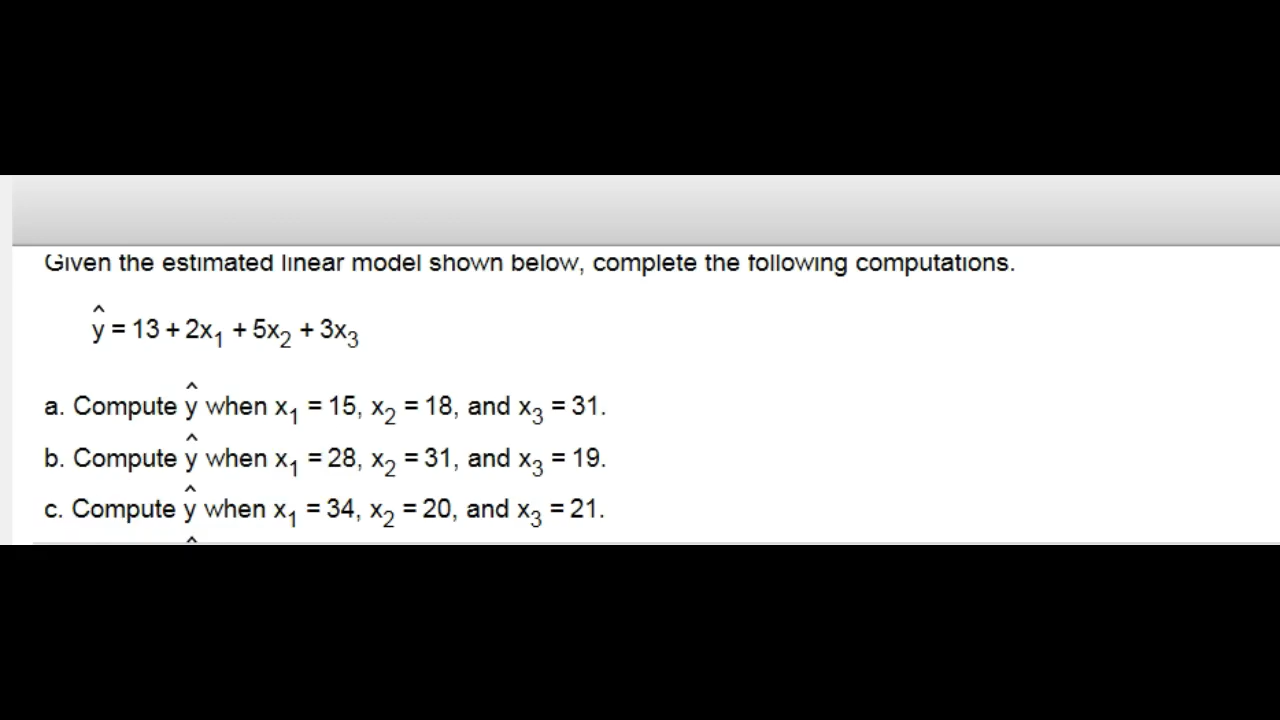 Given the estimated linear model shown below, complete the following computations.
ŷ = 13 + 2x₁ + 5x₂ + 3x₃
a. Compute ŷ when x₁ = 15, x₂ = 18, and x₃ = 31.
b. Compute ŷ when x₁ = 28, x₂ = 31, and x₃ = 19.
c. Compute ŷ when x₁ = 34, x₂ = 20, and x₃ = 21.